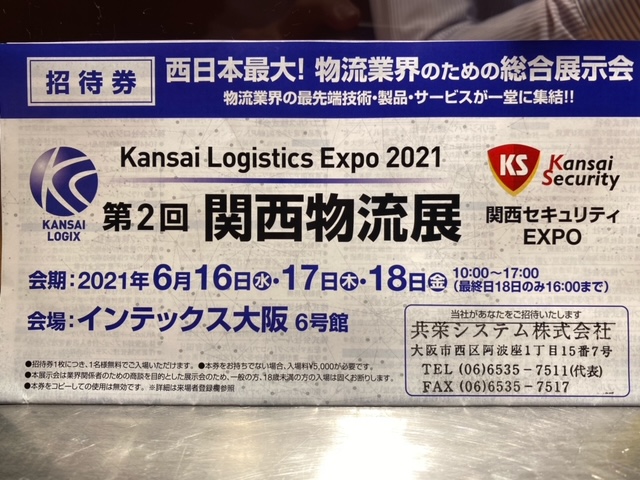 招待券
西日本最大! 物流業界のための総合展示会
物流業界の最先端技術・製品・サービスが一堂に集結!!
KANSAI
LOGIX
Kansai Logistics Expo 2021
第2回 関西物流展
KS Kansai
Security
関西セキュリティ
EXPO
会期:2021年6月16日水・17日木・18日金 10:00~17:00
(最終日18日のみ16:00まで)
会場:インテックス大阪 6号館
●招待券1枚につき、1名様無料でご入場いただけます。 ●本券をお持ちでない場合、入場料¥5,000が必要です。
●本展示会は業界関係者のための商談を目的とした展示会のため、一般の方、18歳未満の方の入場は固くお断りします。
●本券をコピーしての使用は無効です。 ※詳細は来場者登録欄参照
当社があなたをご招待いたします
共栄システム株式会社
大阪市西区阿波座1丁目15番7号
TEL (06)6535-7511(代表)
FAX (06)6535-7517